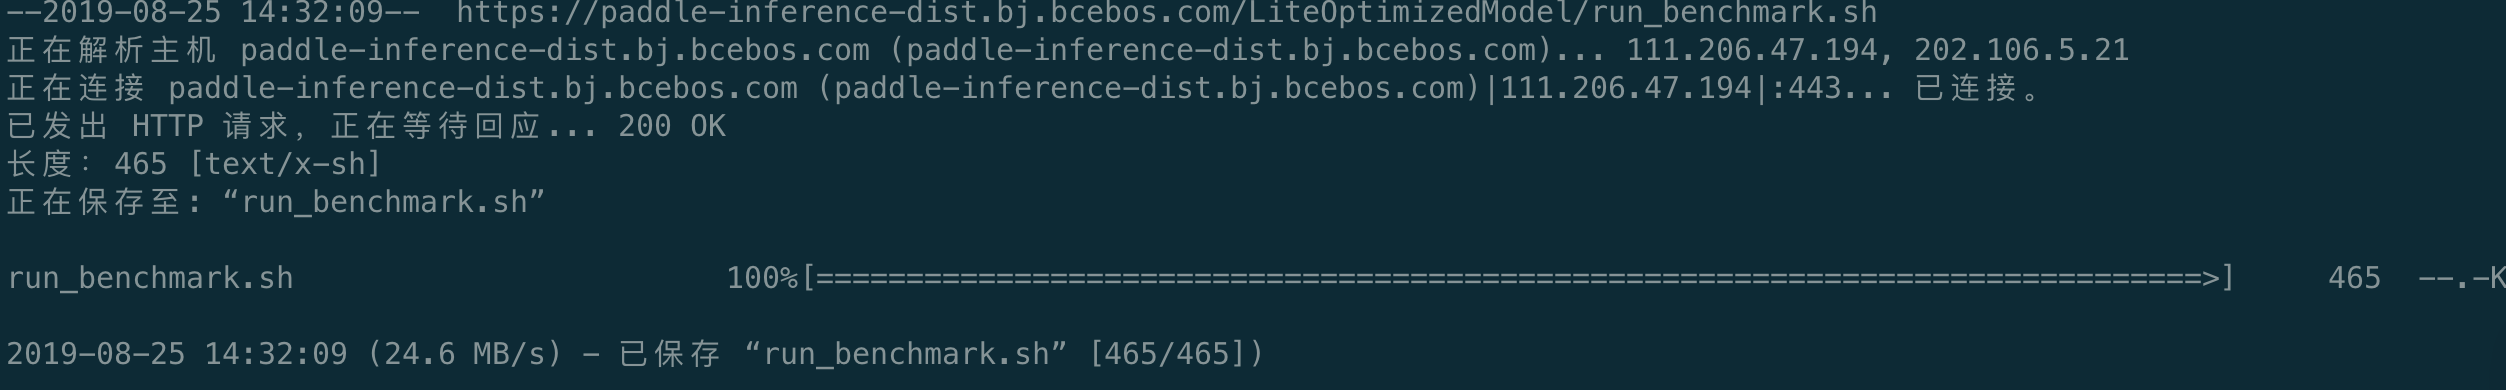 --2019-08-25 14:32:09--  https://paddle-inference-dist.bj.bcebos.com/LiteOptimizedModel/run_benchmark.sh
正在解析主机 paddle-inference-dist.bj.bcebos.com (paddle-inference-dist.bj.bcebos.com)... 111.206.47.194, 202.106.5.21
正在连接 paddle-inference-dist.bj.bcebos.com (paddle-inference-dist.bj.bcebos.com)|111.206.47.194|:443... 已连接。
已发出 HTTP 请求，正在等待回应... 200 OK
长度：465 [text/x-sh]
正在保存至: “run_benchmark.sh”
run_benchmark.sh                        100%[=============================================================================>]     465  --.-K
2019-08-25 14:32:09 (24.6 MB/s) - 已保存 “run_benchmark.sh” [465/465])